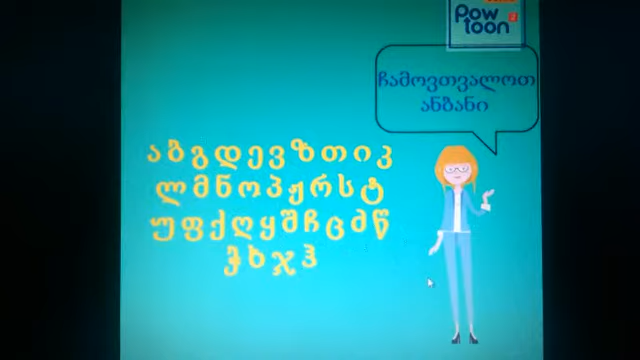 Pow
toon
ჩამოვთვალოთ
ანბანი
აბგდევზთიკ
ლმნოპჟრსტ
უფქღყშჩცძწ
ჭხჯჰ